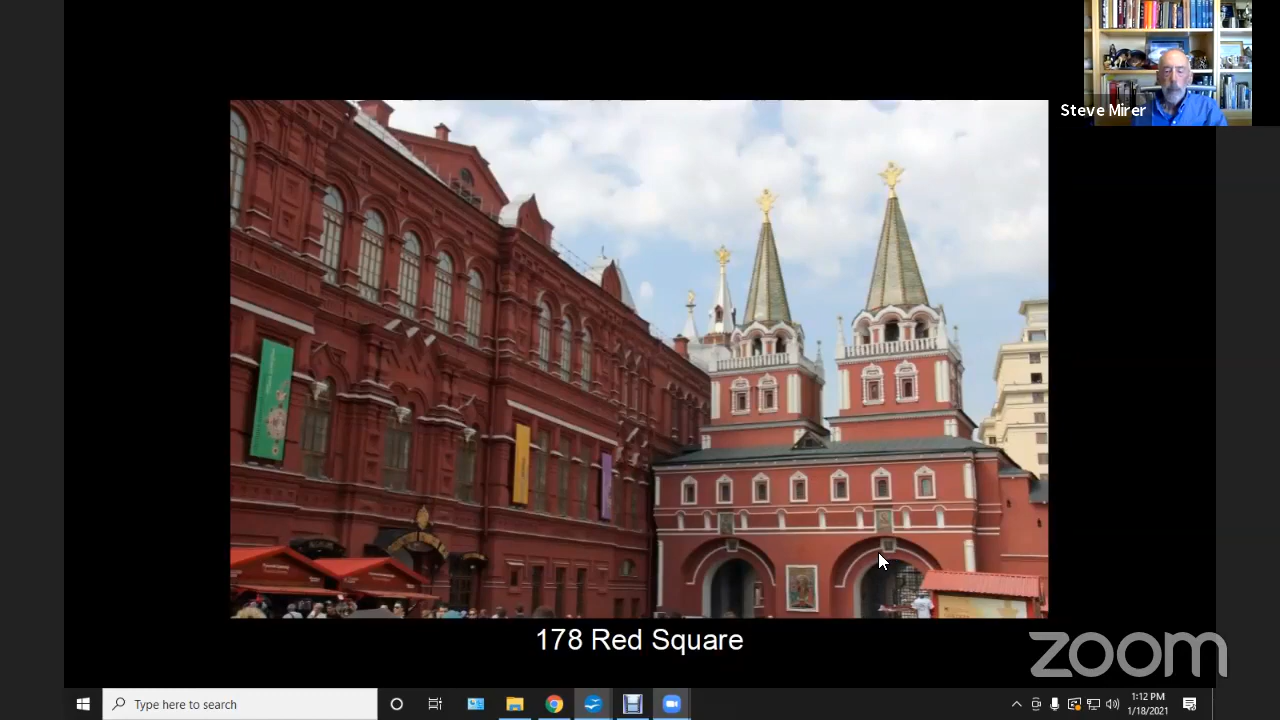 Steve Mirer
178 Red Square
zoom
Type here to search
1:12 PM
1/18/2021